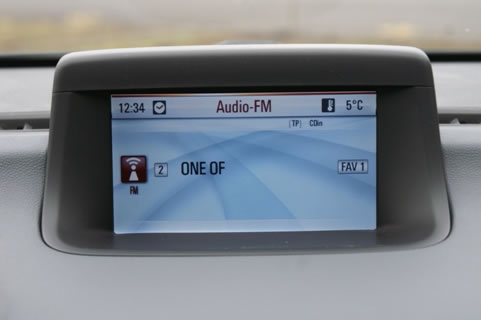 12:34 Audio-FM 5°C
[TP] CDin
2 ONE OF FAV 1
FM